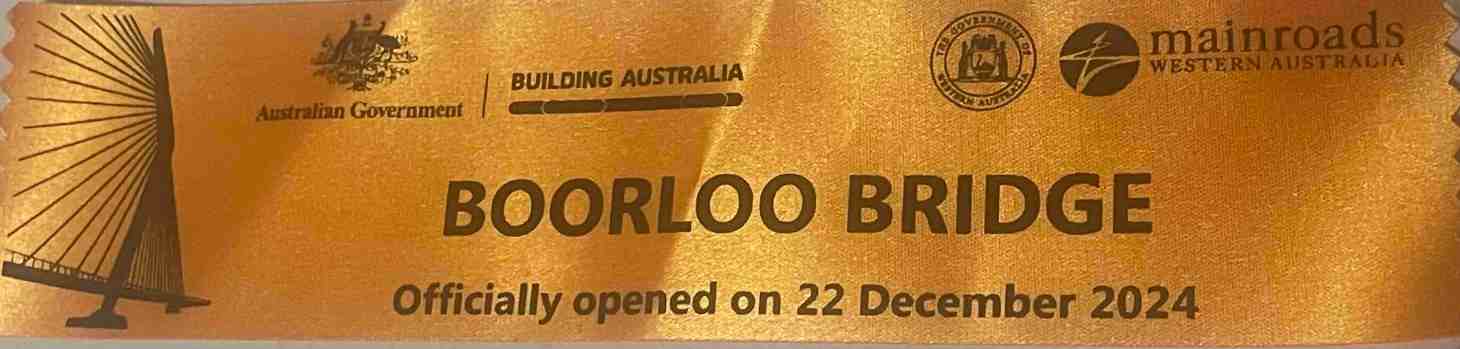 Australian Government
BUILDING AUSTRALIA
THE GOVERNMENT OF
WESTERN AUSTRALIA
mainroads
WESTERN AUSTRALIA
BOORLOO BRIDGE
Officially opened on 22 December 2024